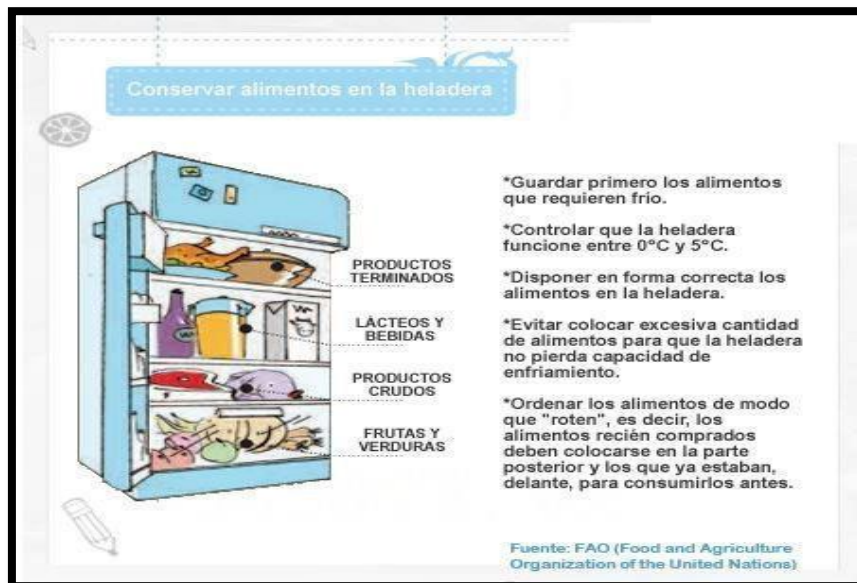 Conservar alimentos en la heladera
PRODUCTOS
TERMINADOS
LÁCTEOS Y
BEBIDAS
PRODUCTOS
CRUDOS
FRUTAS Y
VERDURAS
*Guardar primero los alimentos
que requieren frío.
*Controlar que la heladera
funcione entre 0°C y 5°C.
*Disponer en forma correcta los
alimentos en la heladera.
*Evitar colocar excesiva cantidad
de alimentos para que la heladera
no pierda capacidad de
enfriamiento.
*Ordenar los alimentos de modo
que "roten", es decir, los
alimentos recién comprados
deben colocarse en la parte
posterior y los que ya estaban,
delante, para consumirlos antes.
Fuente: FAO (Food and Agriculture
Organization of the United Nations)